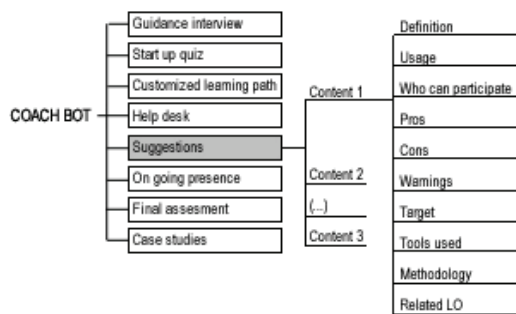 COACH BOT
Guidance interview
Start up quiz
Customized learning path
Help desk
Suggestions
On going presence
Final assesment
Case studies
Content 1
Content 2
(...)
Content 3
Definition
Usage
Who can participate
Pros
Cons
Warnings
Target
Tools used
Methodology
Related LO